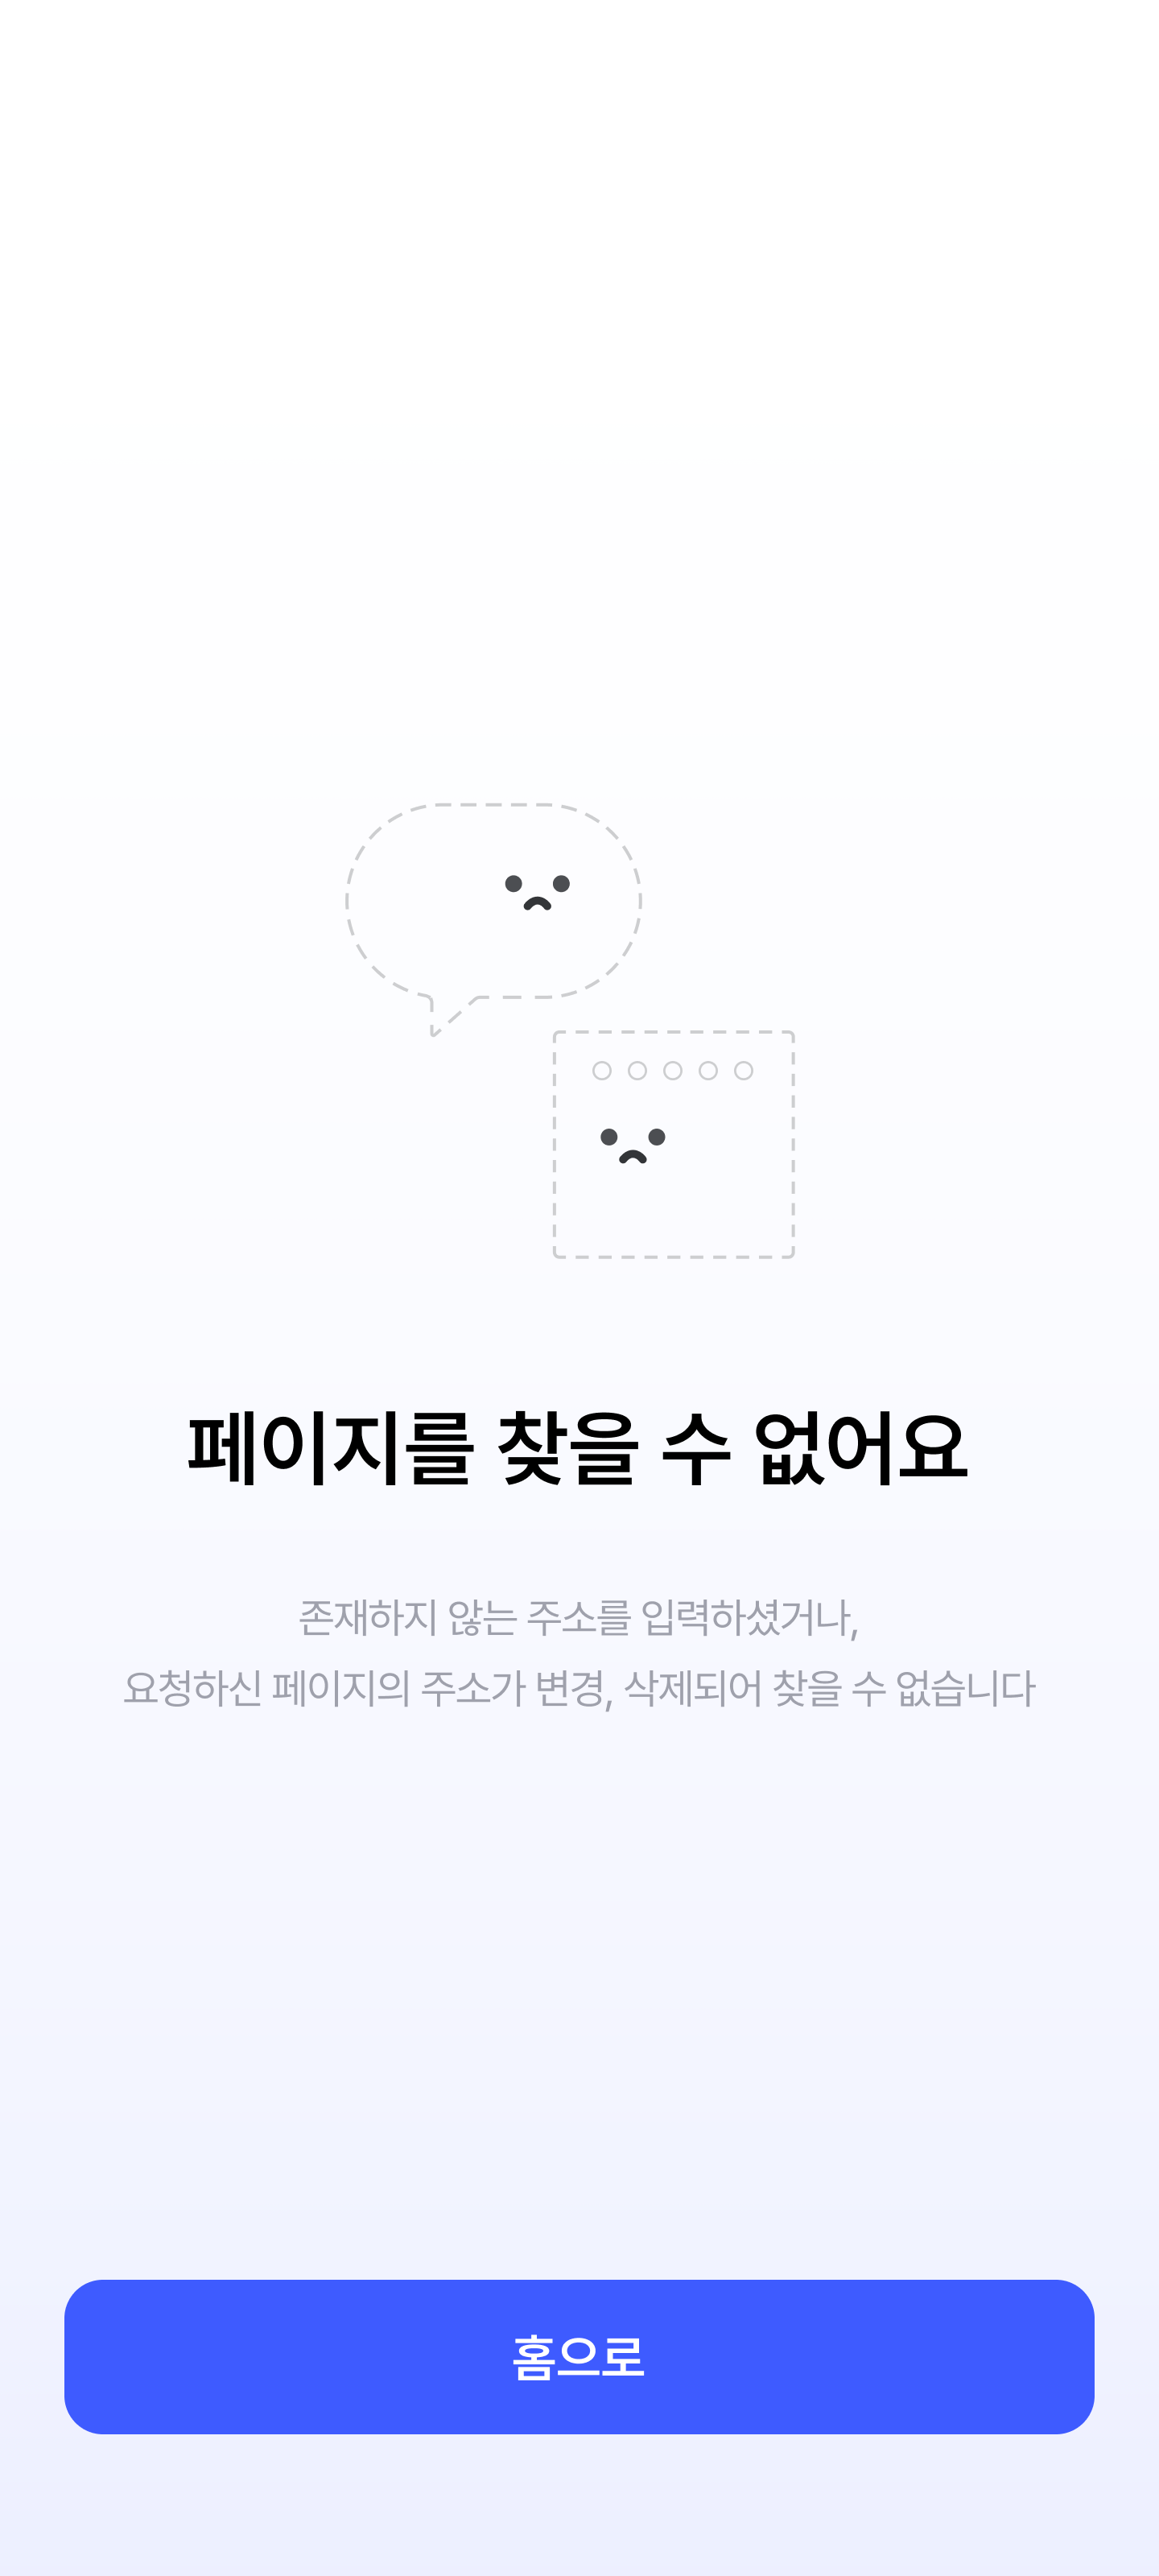 페이지를 찾을 수 없어요
존재하지 않는 주소를 입력하셨거나,
요청하신 페이지의 주소가 변경, 삭제되어 찾을 수 없습니다
홈으로